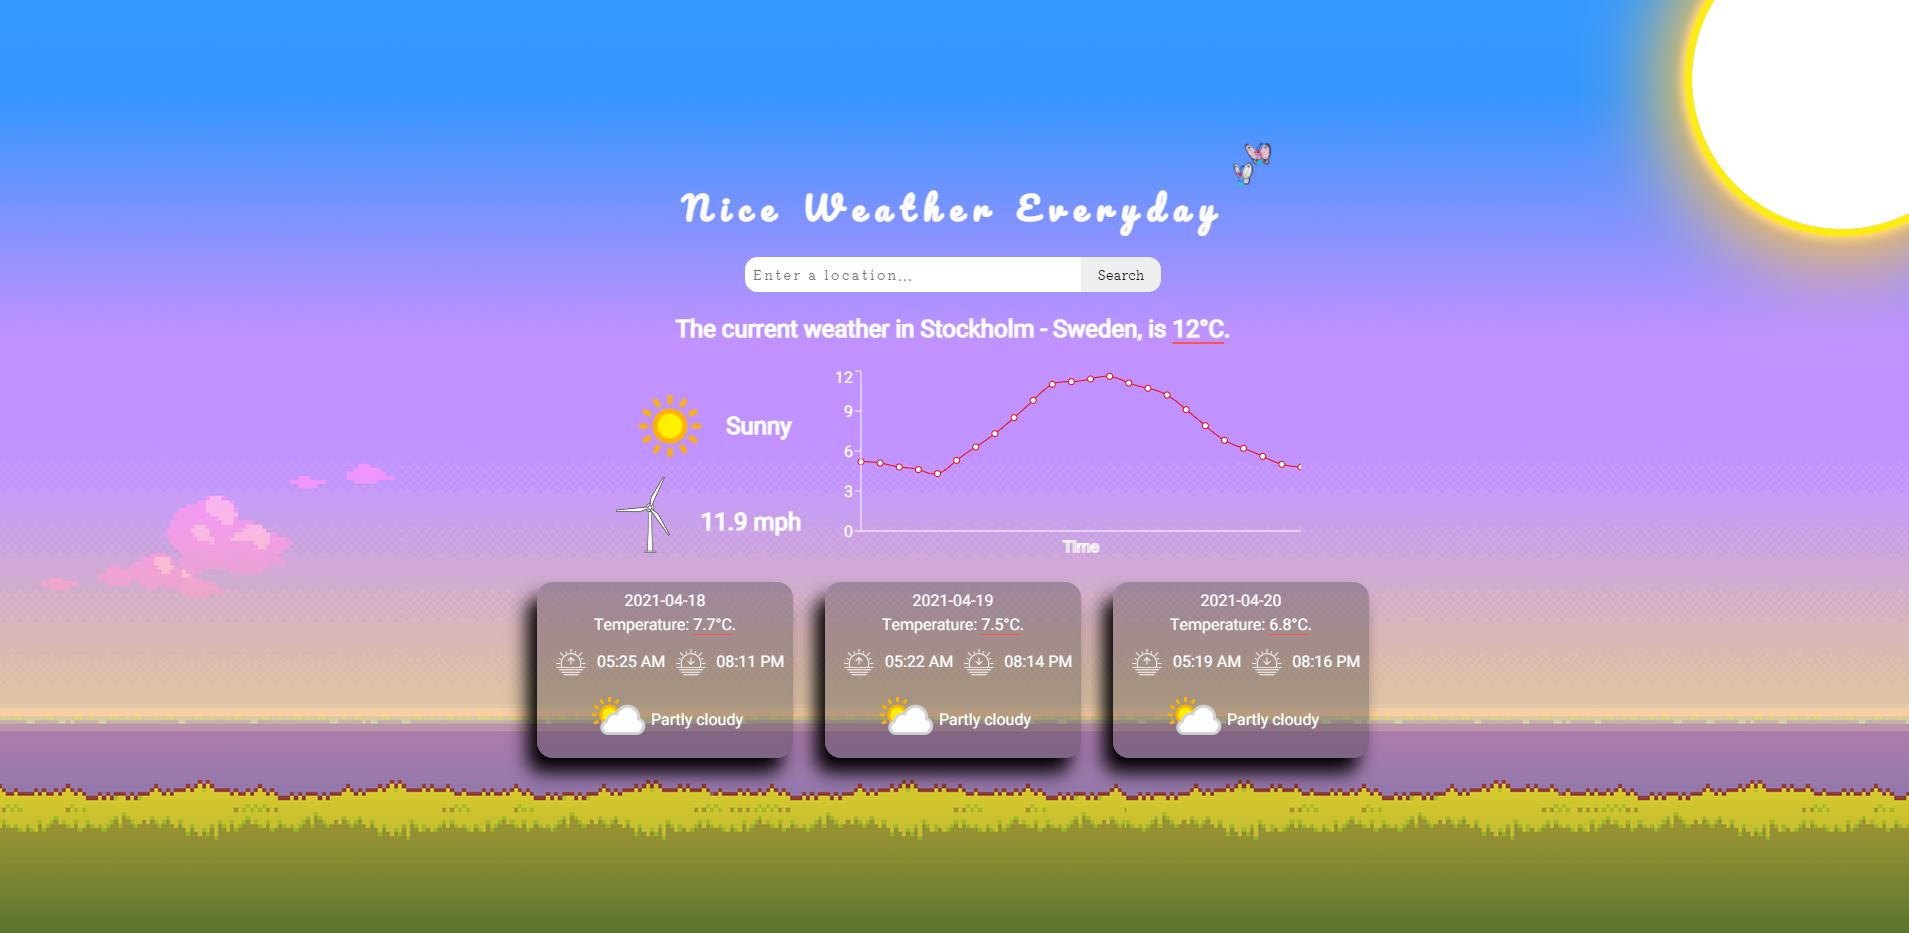 Nice Weather Everyday
Enter a location...
Search
The current weather in Stockholm - Sweden, is 12°C.
Sunny
11.9 mph
12
9
6
3
0
Time
2021-04-18
Temperature: 7.7°C.
05:25 AM 08:11 PM
Partly cloudy
2021-04-19
Temperature: 7.5°C.
05:22 AM 08:14 PM
Partly cloudy
2021-04-20
Temperature: 6.8°C.
05:19 AM 08:16 PM
Partly cloudy